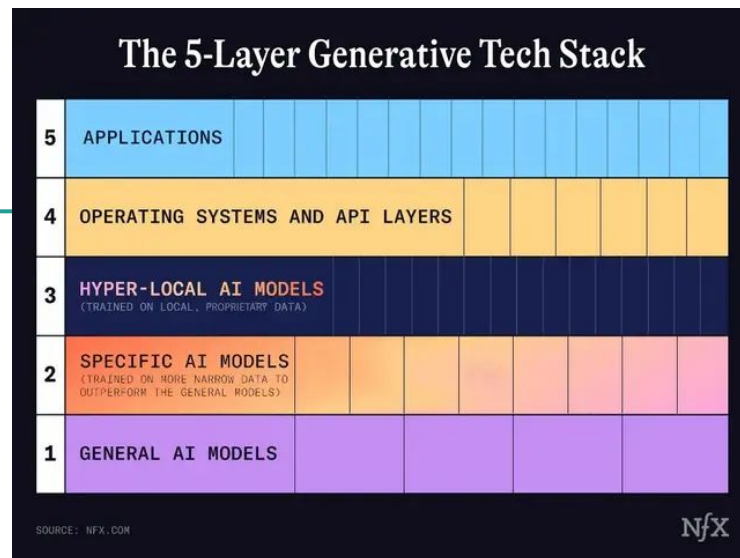 The 5-Layer Generative Tech Stack
5 APPLICATIONS
4 OPERATING SYSTEMS AND API LAYERS
3 HYPER-LOCAL AI MODELS
(TRAINED ON LOCAL, PROPRIETARY DATA)
2 SPECIFIC AI MODELS
(TRAINED ON MORE NARROW DATA TO
OUTPERFORM THE GENERAL MODELS)
1 GENERAL AI MODELS
SOURCE: NFX.COM
NfX